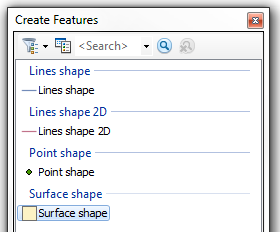 Create Features
<Search>
Lines shape
Lines shape
Lines shape 2D
Lines shape 2D
Point shape
Point shape
Surface shape
Surface shape